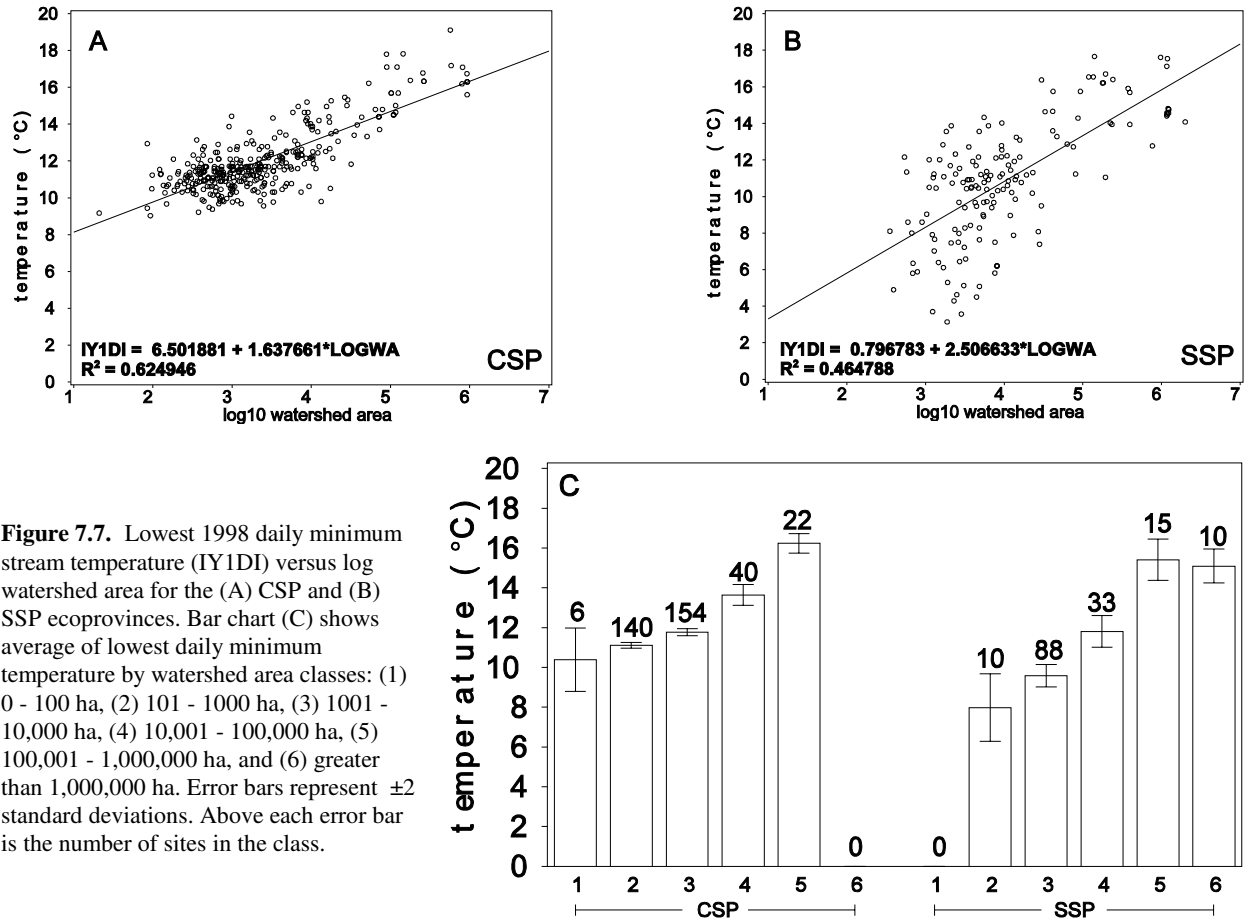 20
18
16
14
12
10
8
6
4
2
0
temperature ( °C)
A
IY1DI = 6.501881 + 1.637661*LOGWA
R² = 0.624946
CSP
1 2 3 4 5 6 7
log10 watershed area
20
18
16
14
12
10
8
6
4
2
0
temperature ( °C)
B
IY1DI = 0.796783 + 2.506633*LOGWA
R² = 0.464788
SSP
1 2 3 4 5 6 7
log10 watershed area
Figure 7.7. Lowest 1998 daily minimum
stream temperature (IY1DI) versus log
watershed area for the (A) CSP and (B)
SSP ecoprovinces. Bar chart (C) shows
average of lowest daily minimum
temperature by watershed area classes: (1)
0 - 100 ha, (2) 101 - 1000 ha, (3) 1001 -
10,000 ha, (4) 10,001 - 100,000 ha, (5)
100,001 - 1,000,000 ha, and (6) greater
than 1,000,000 ha. Error bars represent ±2
standard deviations. Above each error bar
is the number of sites in the class.
20
18
16
14
12
10
8
6
4
2
0
temperature ( °C)
C
6 140 154 40 22 0 0 10 88 33 15 10
1 2 3 4 5 6 1 2 3 4 5 6
CSP SSP